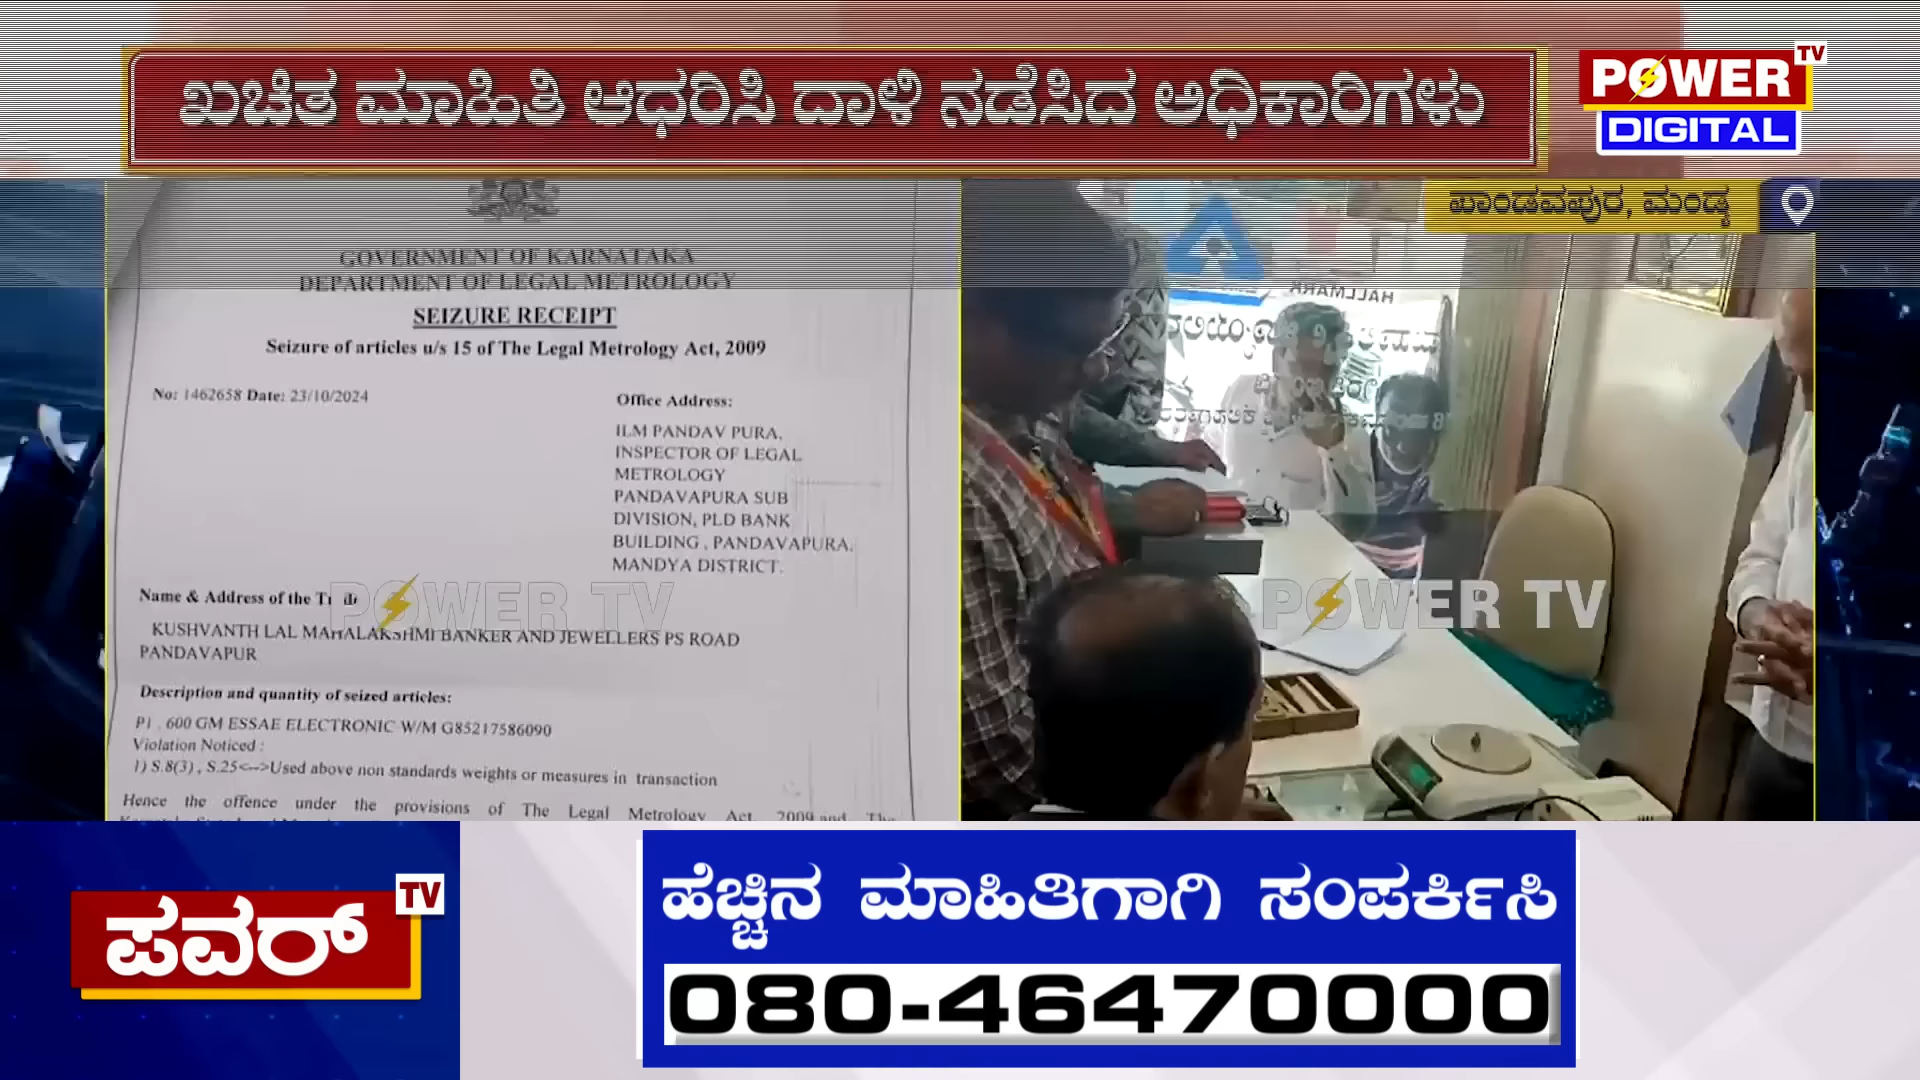 ಖಚಿತ ಮಾಹಿತಿ ಆಧರಿಸಿ ದಾಳಿ ನಡೆಸಿದ ಅಧಿಕಾರಿಗಳು
POWER TV
DIGITAL
ಪಾಂಡವಪುರ, ಮಂಡ್ಯ
GOVERNMENT OF KARNATAKA
DEPARTMENT OF LEGAL METROLOGY
SEIZURE RECEIPT
Seizure of articles u/s 15 of The Legal Metrology Act, 2009
No: 1462658 Date: 23/10/2024
Office Address:
ILM PANDAV PURA,
INSPECTOR OF LEGAL
METROLOGY
PANDAVAPURA SUB
DIVISION, PLD BANK
BUILDING , PANDAVAPURA,
MANDYA DISTRICT.
Name & Address of the
KUSHVANTH LAL MAHALAKSHMI BANKER AND JEWELLERS PS ROAD
PANDAVAPUR
Description and quantity of seized articles:
P1 . 600 GM ESSAE ELECTRONIC W/M G85217586090
Violation Noticed :
1) S.8(3) , S.25<-->Used above non standards weights or measures in transaction
Hence the offence under the provisions of The Legal Metrology Act, 2009 and The
HALLMARK
POWER TV
POWER TV
ಪವರ್ TV
ಹೆಚ್ಚಿನ ಮಾಹಿತಿಗಾಗಿ ಸಂಪರ್ಕಿಸಿ
080-46470000